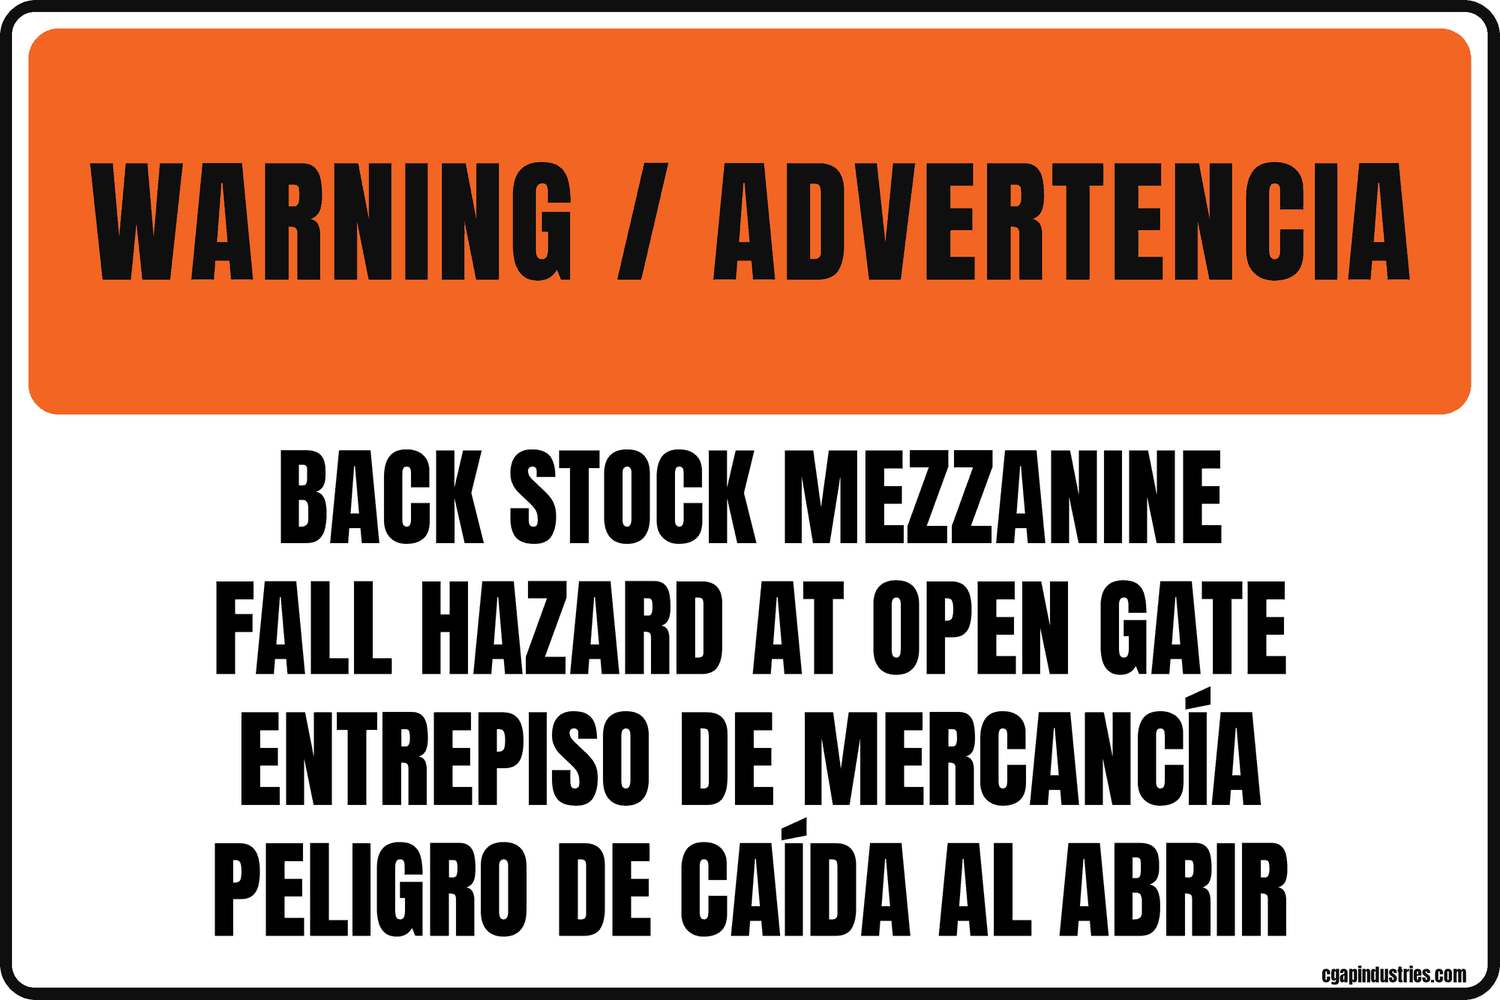 WARNING / ADVERTENCIA
BACK STOCK MEZZANINE
FALL HAZARD AT OPEN GATE
ENTREPISO DE MERCANCÍA
PELIGRO DE CAÍDA AL ABRIR
cgapindustries.com